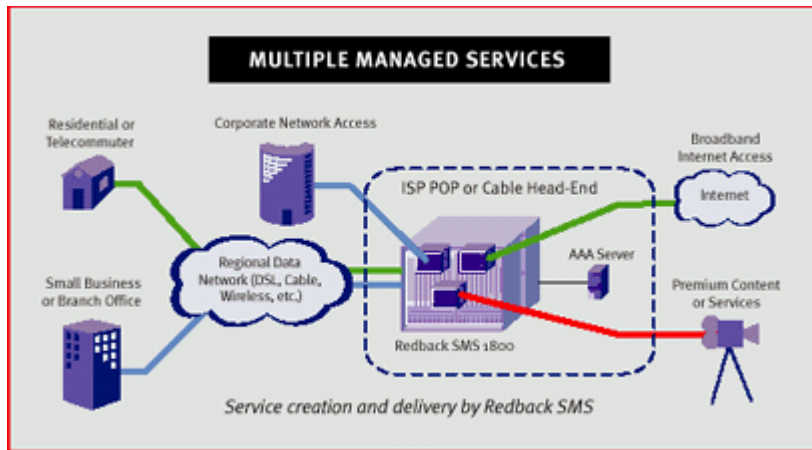 MULTIPLE MANAGED SERVICES
Residential or
Telecommuter
Corporate Network Access
Broadband
Internet Access
ISP POP or Cable Head-End
Internet
Regional Data
Network (DSL, Cable,
Wireless, etc.)
AAA Server
Small Business
or Branch Office
Premium Content
or Services
Redback SMS 1800
Service creation and delivery by Redback SMS